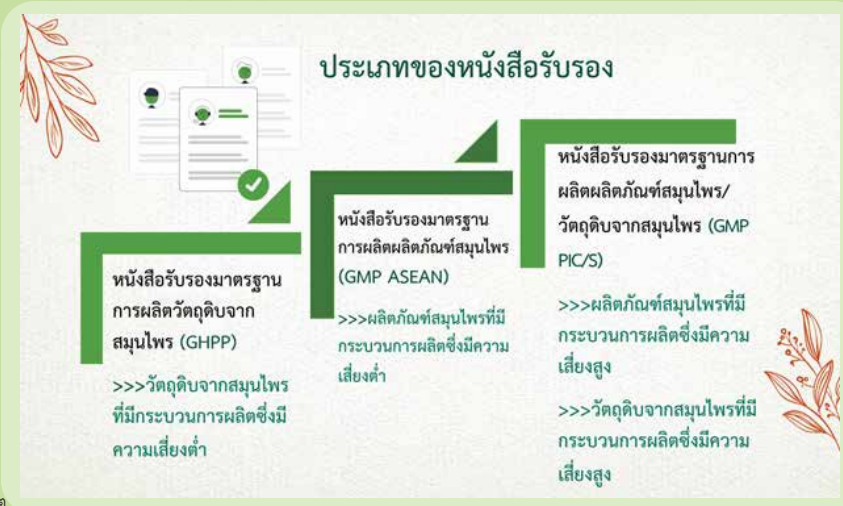 ประเภทของหนังสือรับรอง
หนังสือรับรองมาตรฐาน
การผลิตวัตถุดิบจาก
สมุนไพร (GHPP)
>>>วัตถุดิบจากสมุนไพร
ที่มีกระบวนการผลิตซึ่งมี
ความเสี่ยงต่ำ
หนังสือรับรองมาตรฐาน
การผลิตผลิตภัณฑ์สมุนไพร
(GMP ASEAN)
>>>ผลิตภัณฑ์สมุนไพรที่มี
กระบวนการผลิตซึ่งมีความ
เสี่ยงต่ำ
หนังสือรับรองมาตรฐานการ
ผลิตผลิตภัณฑ์สมุนไพร/
วัตถุดิบจากสมุนไพร (GMP
PIC/S)
>>>ผลิตภัณฑ์สมุนไพรที่มี
กระบวนการผลิตซึ่งมีความ
เสี่ยงสูง
>>>วัตถุดิบจากสมุนไพรที่มี
กระบวนการผลิตซึ่งมีความ
เสี่ยงสูง